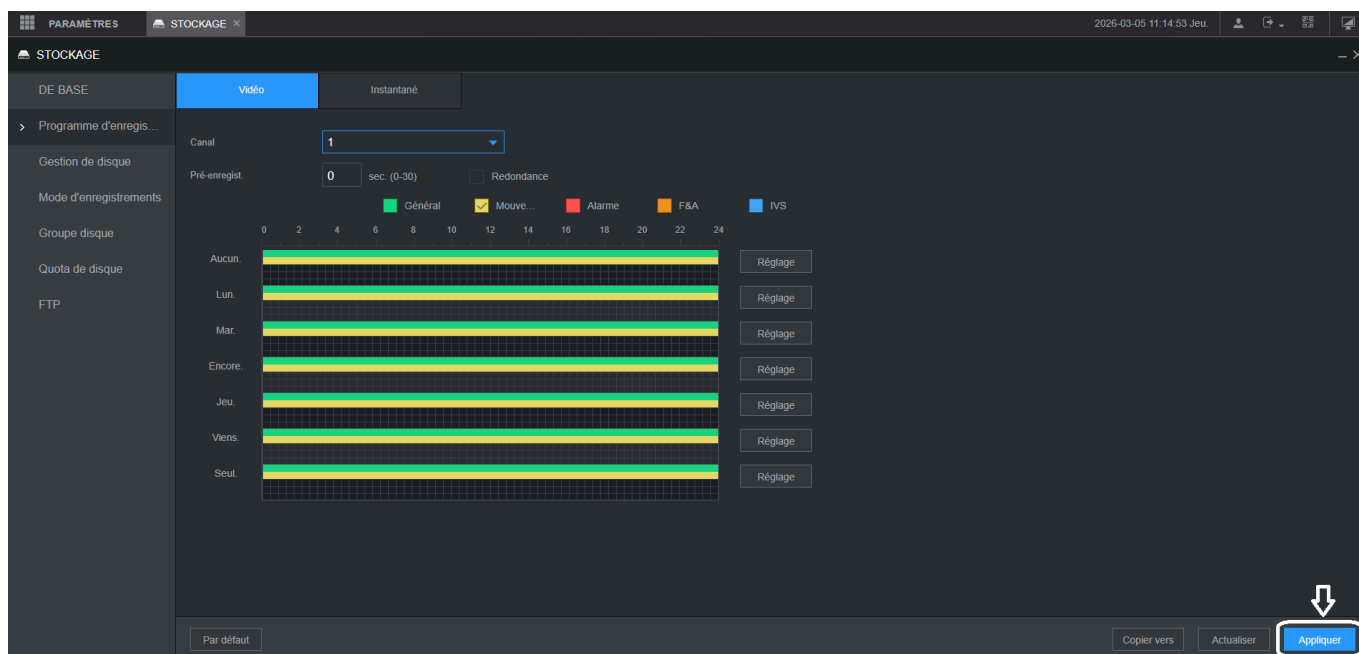 PARAMÈTRES STOCKAGE × 2026-03-05 11:14:53 Jeu.
STOCKAGE
DE BASE
Programme d'enregis...
Gestion de disque
Mode d'enregistrements
Groupe disque
Quota de disque
FTP
Vidéo Instantané
Canal 1
Pré-enregist. 0 sec. (0-30) Redondance
Général Mouve... Alarme F&A IVS
0 2 4 6 8 10 12 14 16 18 20 22 24
Aucun. Réglage
Lun. Réglage
Mar. Réglage
Encore. Réglage
Jeu. Réglage
Viens. Réglage
Seul. Réglage
Par défaut Copier vers Actualiser Appliquer